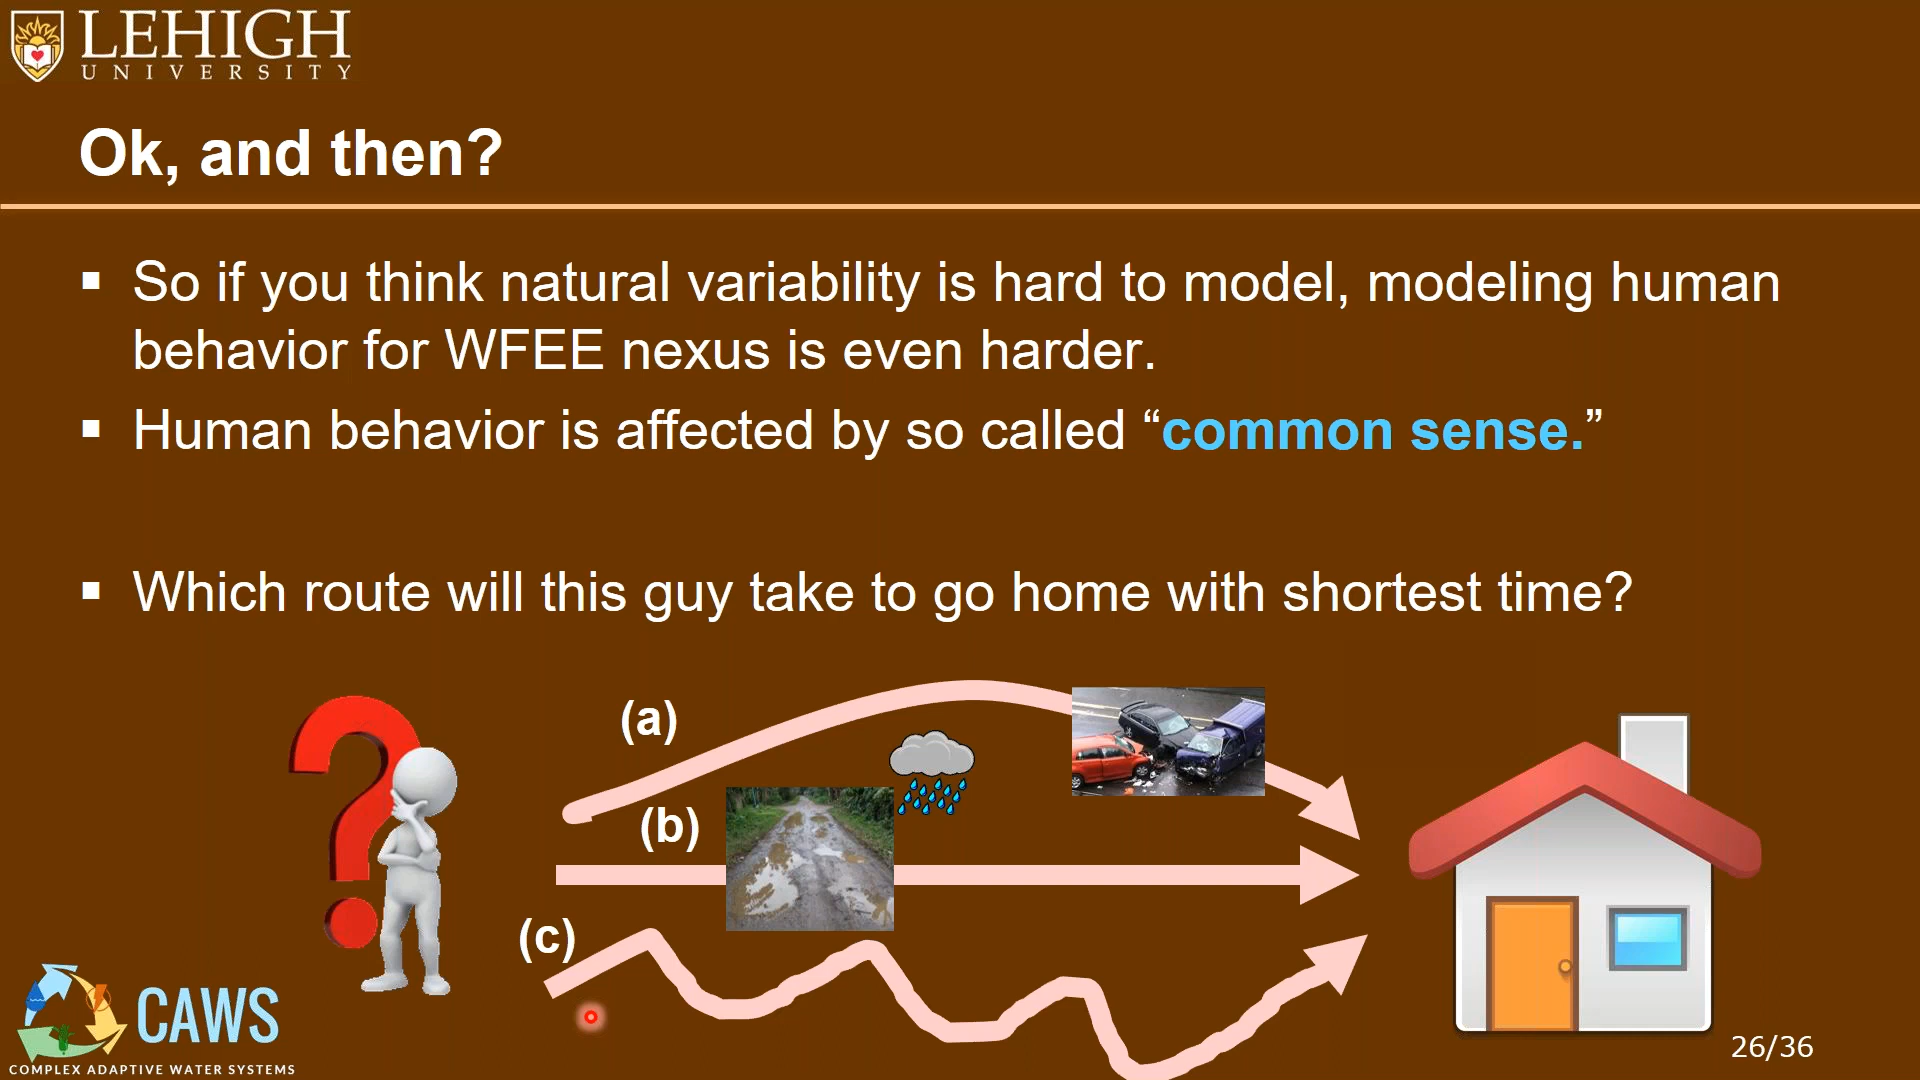 LEHIGH
UNIVERSITY
Ok, and then?
▪ So if you think natural variability is hard to model, modeling human
behavior for WFEE nexus is even harder.
▪ Human behavior is affected by so called “common sense.”
▪ Which route will this guy take to go home with shortest time?
(a)
(b)
(c)
CAWS
COMPLEX ADAPTIVE WATER SYSTEMS
26/36